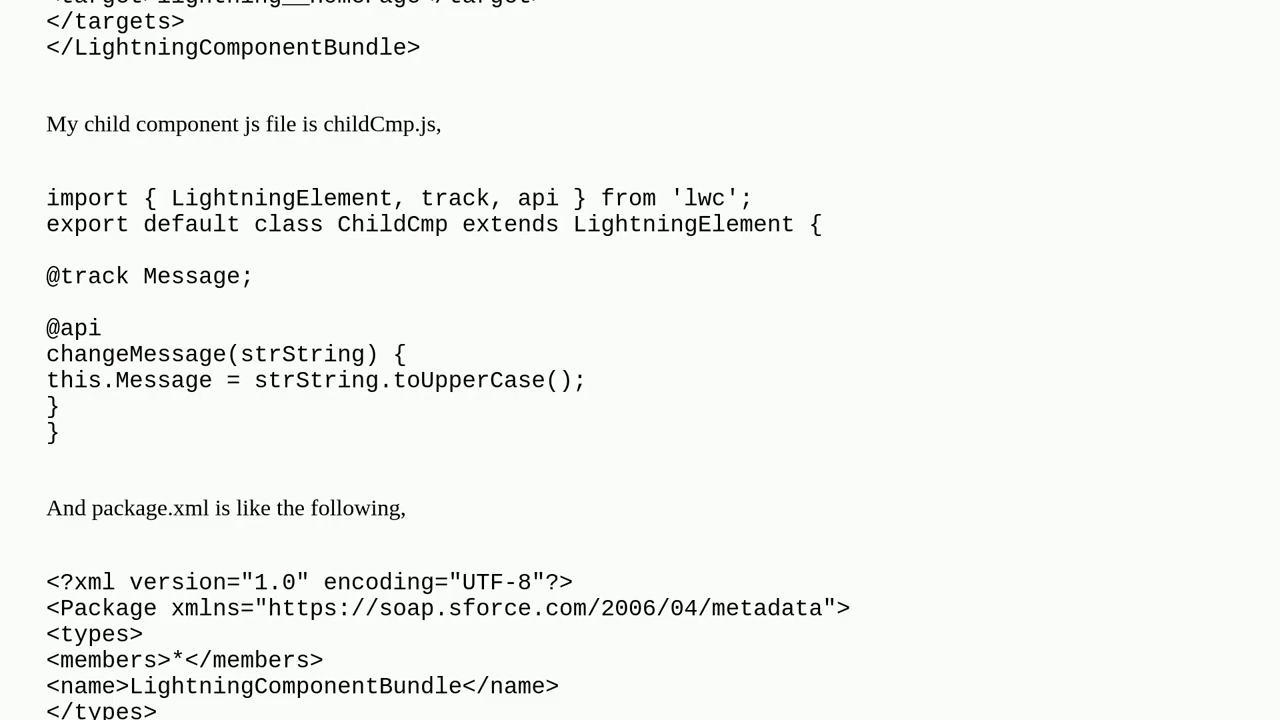 <target>lightning__HomePage</target>
</targets>
</LightningComponentBundle>
My child component js file is childCmp.js,
import { LightningElement, track, api } from 'lwc';
export default class ChildCmp extends LightningElement {
@track Message;
@api
changeMessage(strString) {
this.Message = strString.toUpperCase();
}
}
And package.xml is like the following,
<?xml version="1.0" encoding="UTF-8"?>
<Package xmlns="https://soap.sforce.com/2006/04/metadata">
<types>
<members>*</members>
<name>LightningComponentBundle</name>
</types>